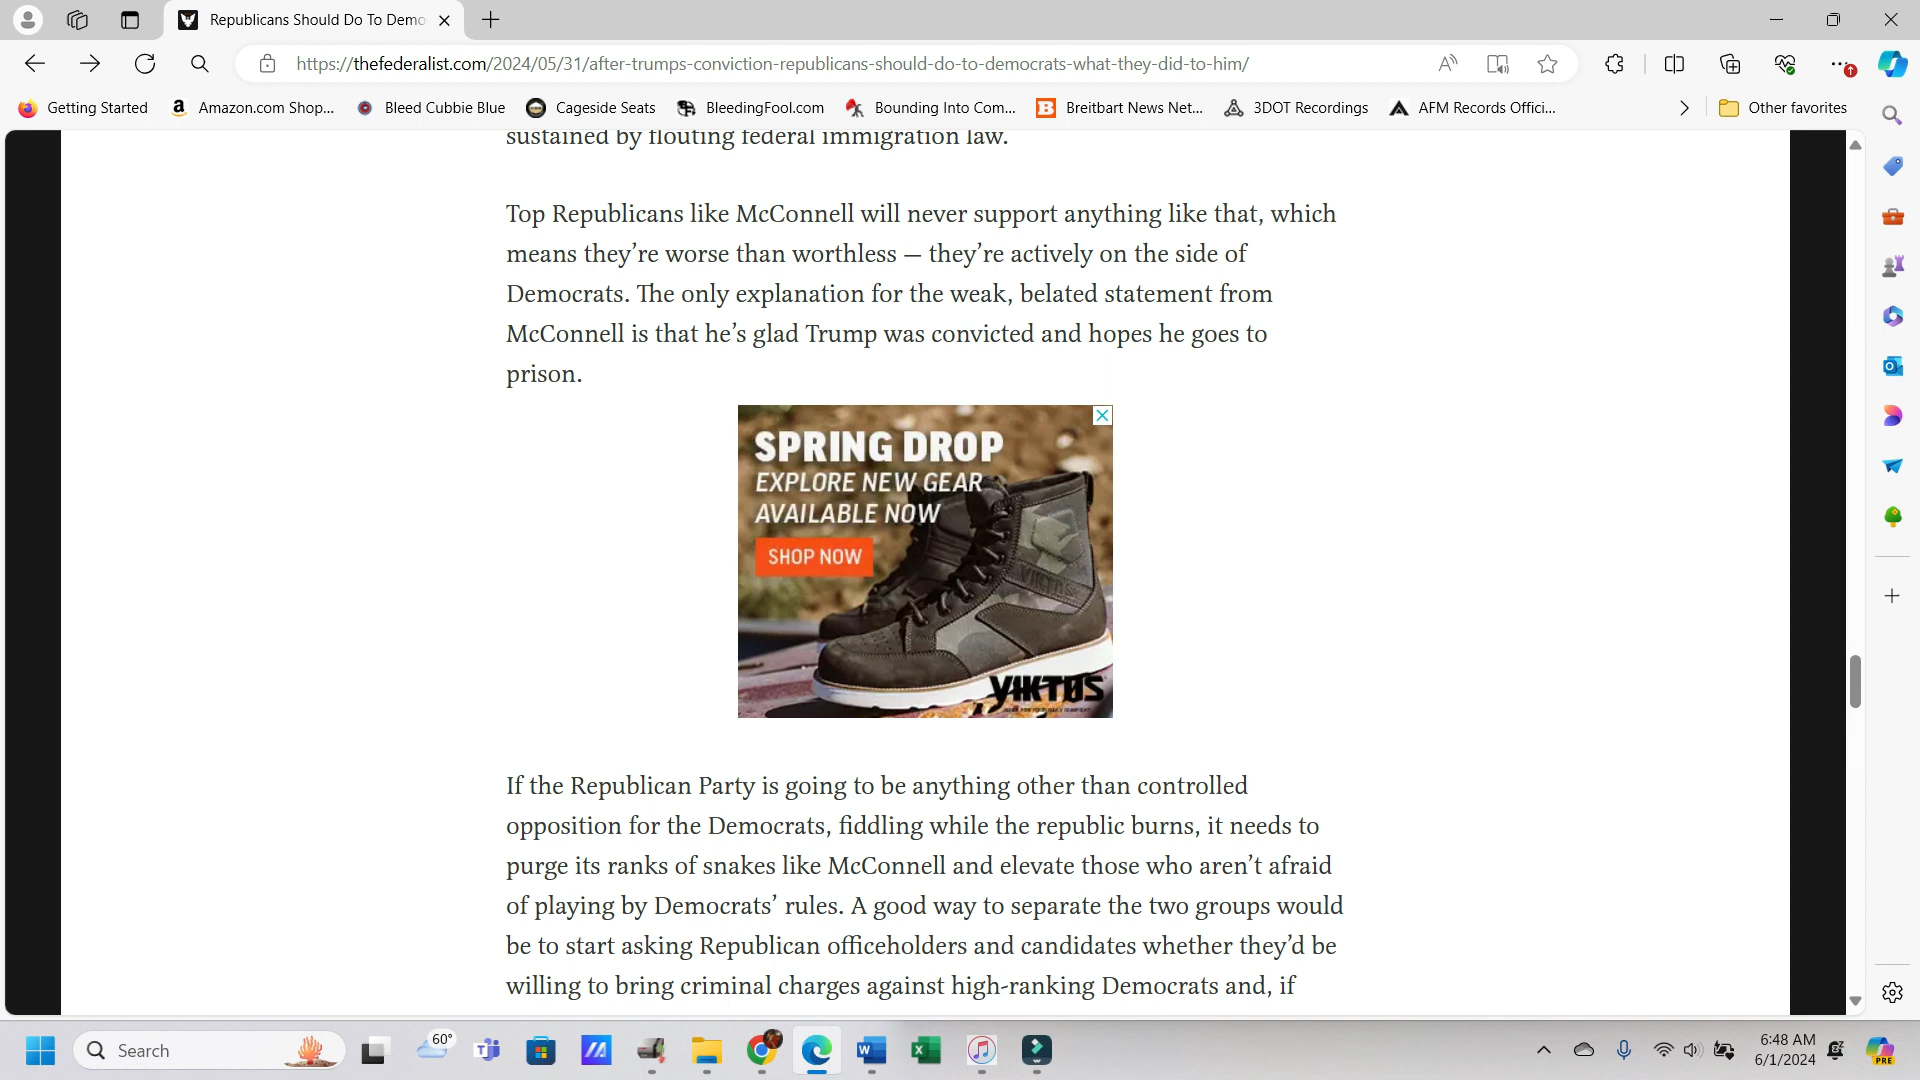 Republicans Should Do To Demo
https://thefederalist.com/2024/05/31/after-trumps-conviction-republicans-should-do-to-democrats-what-they-did-to-him/
Getting Started
Amazon.com Shop...
Bleed Cubbie Blue
Cageside Seats
BleedingFool.com
Bounding Into Com...
Breitbart News Net...
3DOT Recordings
AFM Records Offici...
Other favorites
sustained by flouting federal immigration law.
Top Republicans like McConnell will never support anything like that, which
means they’re worse than worthless — they’re actively on the side of
Democrats. The only explanation for the weak, belated statement from
McConnell is that he’s glad Trump was convicted and hopes he goes to
prison.
SPRING DROP
EXPLORE NEW GEAR
AVAILABLE NOW
SHOP NOW
VIKTOS
VIKTOS
If the Republican Party is going to be anything other than controlled
opposition for the Democrats, fiddling while the republic burns, it needs to
purge its ranks of snakes like McConnell and elevate those who aren’t afraid
of playing by Democrats’ rules. A good way to separate the two groups would
be to start asking Republican officeholders and candidates whether they’d be
willing to bring criminal charges against high-ranking Democrats and, if
Search
60°
6:48 AM
6/1/2024
PRE